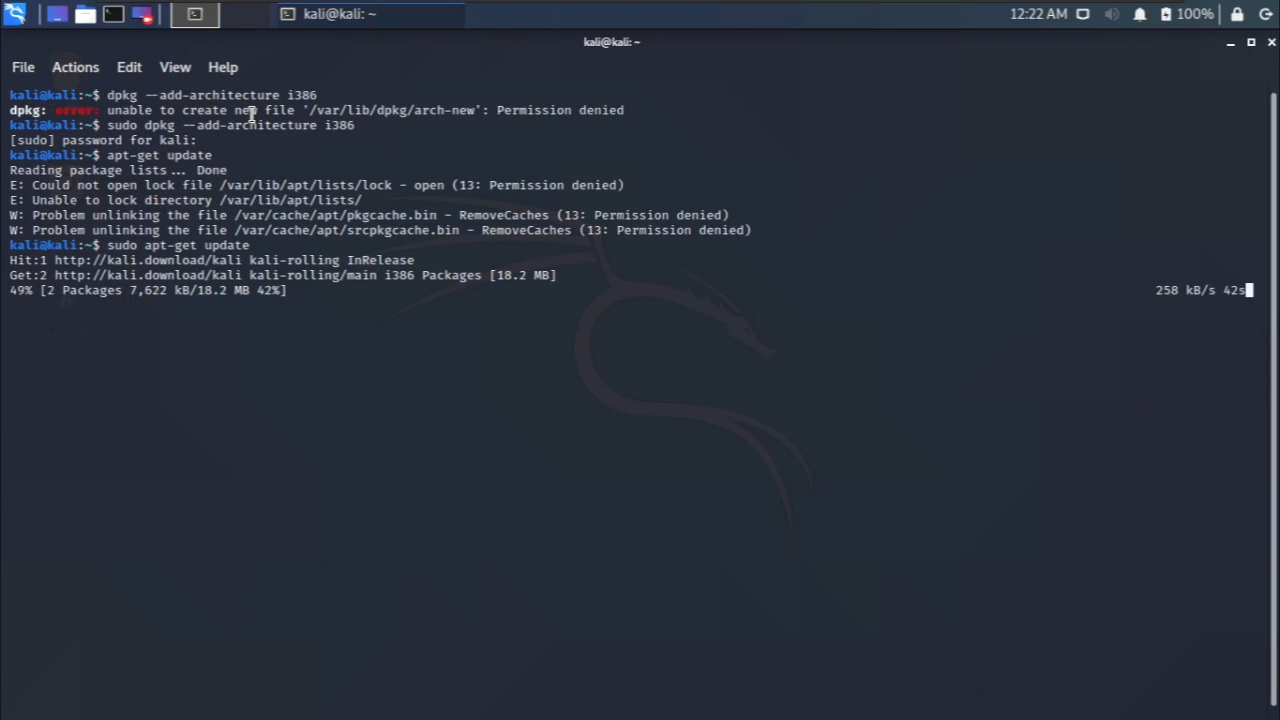 kali@kali: ~
12:22 AM
100%
kali@kali: ~
File Actions Edit View Help
kali@kali:~$ dpkg --add-architecture i386
dpkg: error: unable to create new file '/var/lib/dpkg/arch-new': Permission denied
kali@kali:~$ sudo dpkg --add-architecture i386
[sudo] password for kali:
kali@kali:~$ apt-get update
Reading package lists... Done
E: Could not open lock file /var/lib/apt/lists/lock - open (13: Permission denied)
E: Unable to lock directory /var/lib/apt/lists/
W: Problem unlinking the file /var/cache/apt/pkgcache.bin - RemoveCaches (13: Permission denied)
W: Problem unlinking the file /var/cache/apt/srcpkgcache.bin - RemoveCaches (13: Permission denied)
kali@kali:~$ sudo apt-get update
Hit:1 http://kali.download/kali kali-rolling InRelease
Get:2 http://kali.download/kali kali-rolling/main i386 Packages [18.2 MB]
49% [2 Packages 7,622 kB/18.2 MB 42%] 258 kB/s 42s